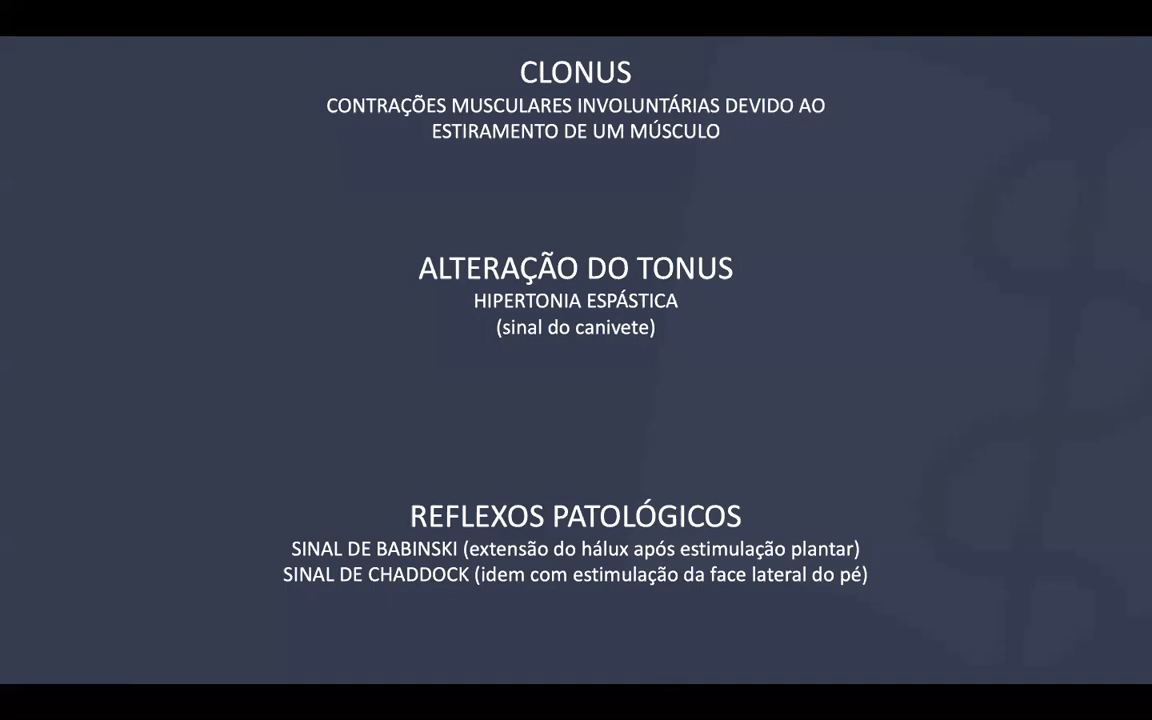 CLONUS
CONTRAÇÕES MUSCULARES INVOLUNTÁRIAS DEVIDO AO
ESTIRAMENTO DE UM MÚSCULO
ALTERAÇÃO DO TONUS
HIPERTONIA ESPÁSTICA
(sinal do canivete)
REFLEXOS PATOLÓGICOS
SINAL DE BABINSKI (extensão do hálux após estimulação plantar)
SINAL DE CHADDOCK (idem com estimulação da face lateral do pé)